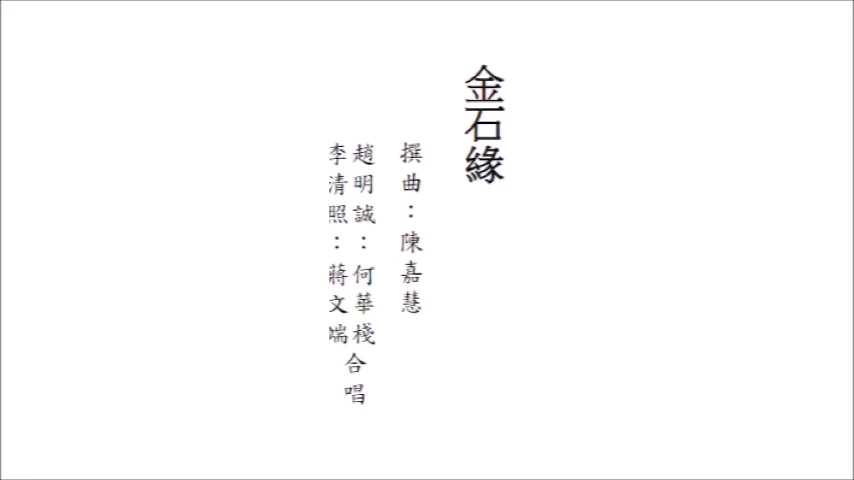 金石緣
撰曲：陳嘉慧
趙明誠：何華棧
李清照：蔣文端
合唱